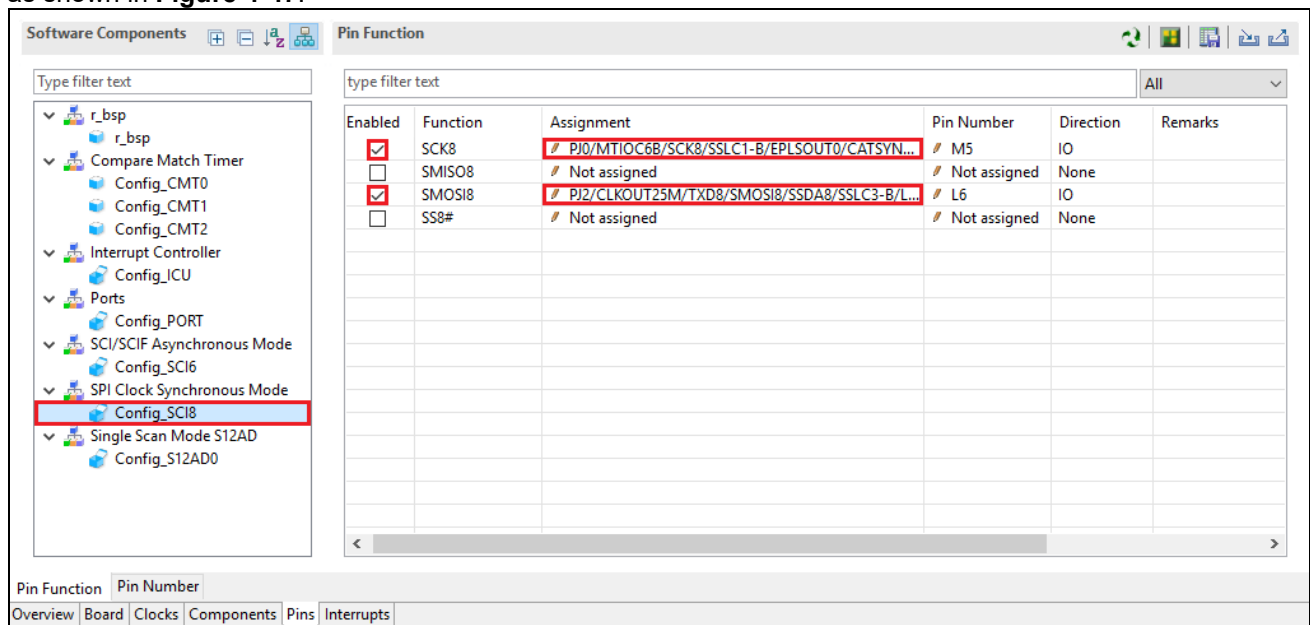 Software Components
Pin Function
Type filter text
type filter text
All
r_bsp
r_bsp
Compare Match Timer
Config_CMT0
Config_CMT1
Config_CMT2
Interrupt Controller
Config_ICU
Ports
Config_PORT
SCI/SCIF Asynchronous Mode
Config_SCI6
SPI Clock Synchronous Mode
Config_SCI8
Single Scan Mode S12AD
Config_S12AD0
Enabled Function Assignment Pin Number Direction Remarks
SCK8 PJ0/MTIOC6B/SCK8/SSLC1-B/EPLSOUT0/CATSYN... M5 IO
SMISO8 Not assigned Not assigned None
SMOSI8 PJ2/CLKOUT25M/TXD8/SMOSI8/SSDA8/SSLC3-B/L... L6 IO
SS8# Not assigned Not assigned None
Pin Function Pin Number
Overview Board Clocks Components Pins Interrupts